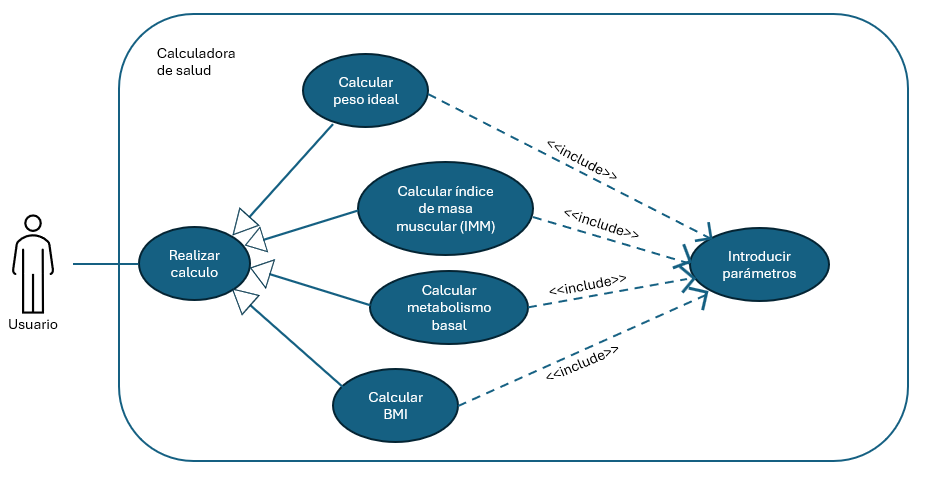 Calculadora
de salud
Calcular
peso ideal
<<include>>
Calcular índice
de masa
muscular (IMM)
<<include>>
Realizar
calculo
Introducir
parámetros
Calcular
metabolismo
basal
<<include>>
Usuario
<<include>>
Calcular
BMI